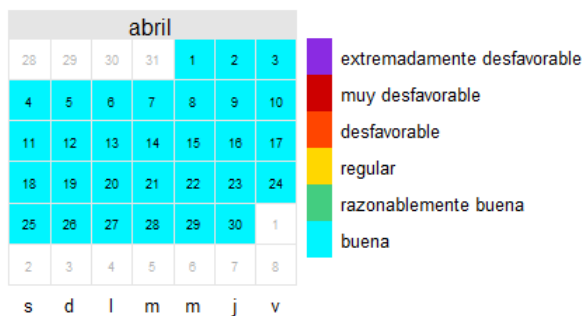 abril
28 29 30 31 1 2 3
4 5 6 7 8 9 10
11 12 13 14 15 16 17
18 19 20 21 22 23 24
25 26 27 28 29 30 1
2 3 4 5 6 7 8
s d l m m j v
extremadamente desfavorable
muy desfavorable
desfavorable
regular
razonablemente buena
buena